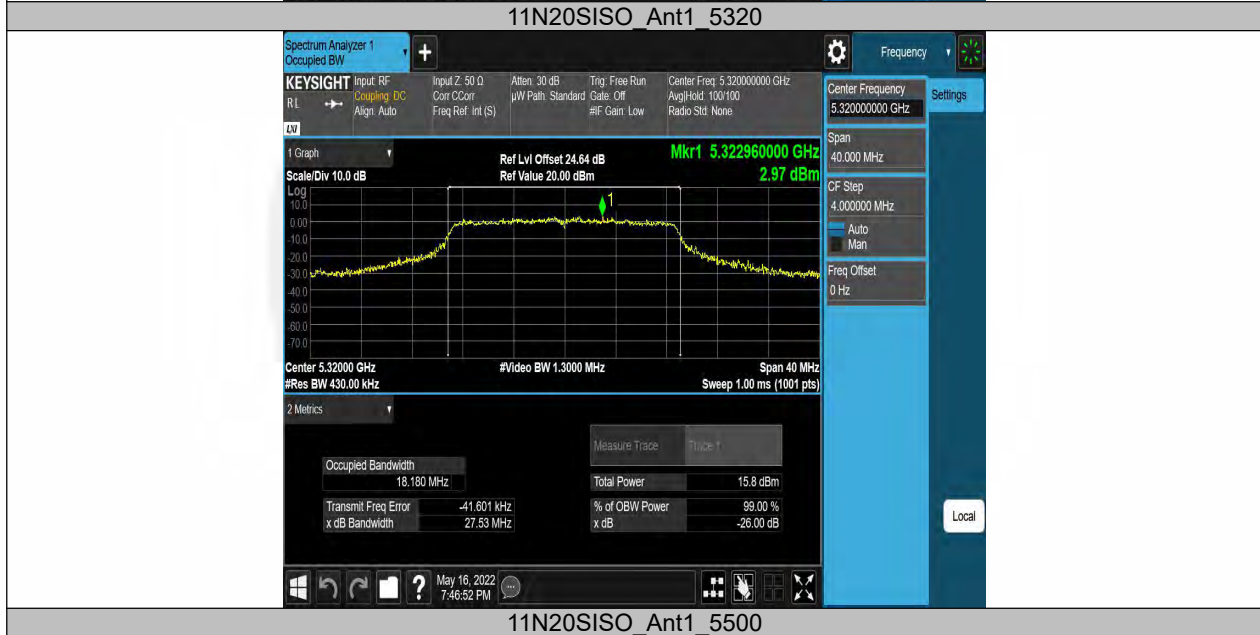 11N20SISO_Ant1_5320
Spectrum Analyzer 1
Occupied BW
Frequency
KEYSIGHT
RL
LXI
Input: RF
Coupling: DC
Align: Auto
Input Z: 50 Ω
Corr CCorr
Freq Ref: Int (S)
Atten: 30 dB
µW Path: Standard
Trig: Free Run
Gate: Off
#IF Gain: Low
Center Freq: 5.320000000 GHz
Avg|Hold: 100/100
Radio Std: None
Center Frequency
5.320000000 GHz
Settings
Span
40.000 MHz
CF Step
4.000000 MHz
Auto
Man
Freq Offset
0 Hz
Local
1 Graph
Scale/Div 10.0 dB
Ref Lvl Offset 24.64 dB
Ref Value 20.00 dBm
Mkr1 5.322960000 GHz
2.97 dBm
Log
10.0
0.00
-10.0
-20.0
-30.0
-40.0
-50.0
-60.0
-70.0
1
Center 5.32000 GHz
#Res BW 430.00 kHz
#Video BW 1.3000 MHz
Span 40 MHz
Sweep 1.00 ms (1001 pts)
2 Metrics
Measure Trace
Trace 1
Occupied Bandwidth
18.180 MHz
Total Power 15.8 dBm
Transmit Freq Error -41.601 kHz
% of OBW Power 99.00 %
x dB Bandwidth 27.53 MHz
x dB -26.00 dB
May 16, 2022
7:46:52 PM
11N20SISO_Ant1_5500